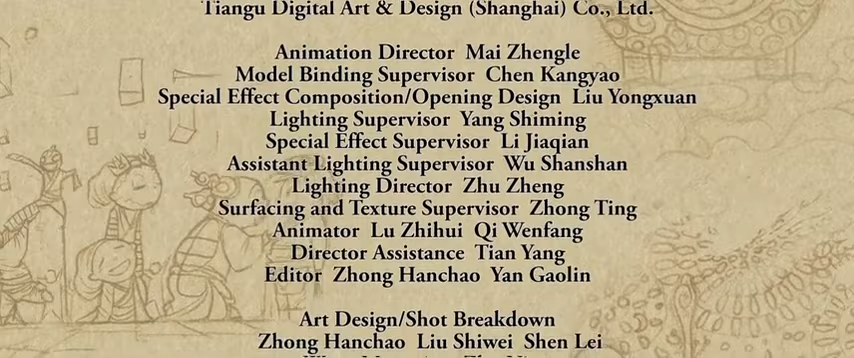 Tiangu Digital Art & Design (Shanghai) Co., Ltd.
Animation Director Mai Zhengle
Model Binding Supervisor Chen Kangyao
Special Effect Composition/Opening Design Liu Yongxuan
Lighting Supervisor Yang Shiming
Special Effect Supervisor Li Jiaqian
Assistant Lighting Supervisor Wu Shanshan
Lighting Director Zhu Zheng
Surfacing and Texture Supervisor Zhong Ting
Animator Lu Zhihui Qi Wenfang
Director Assistance Tian Yang
Editor Zhong Hanchao Yan Gaolin
Art Design/Shot Breakdown
Zhong Hanchao Liu Shiwei Shen Lei